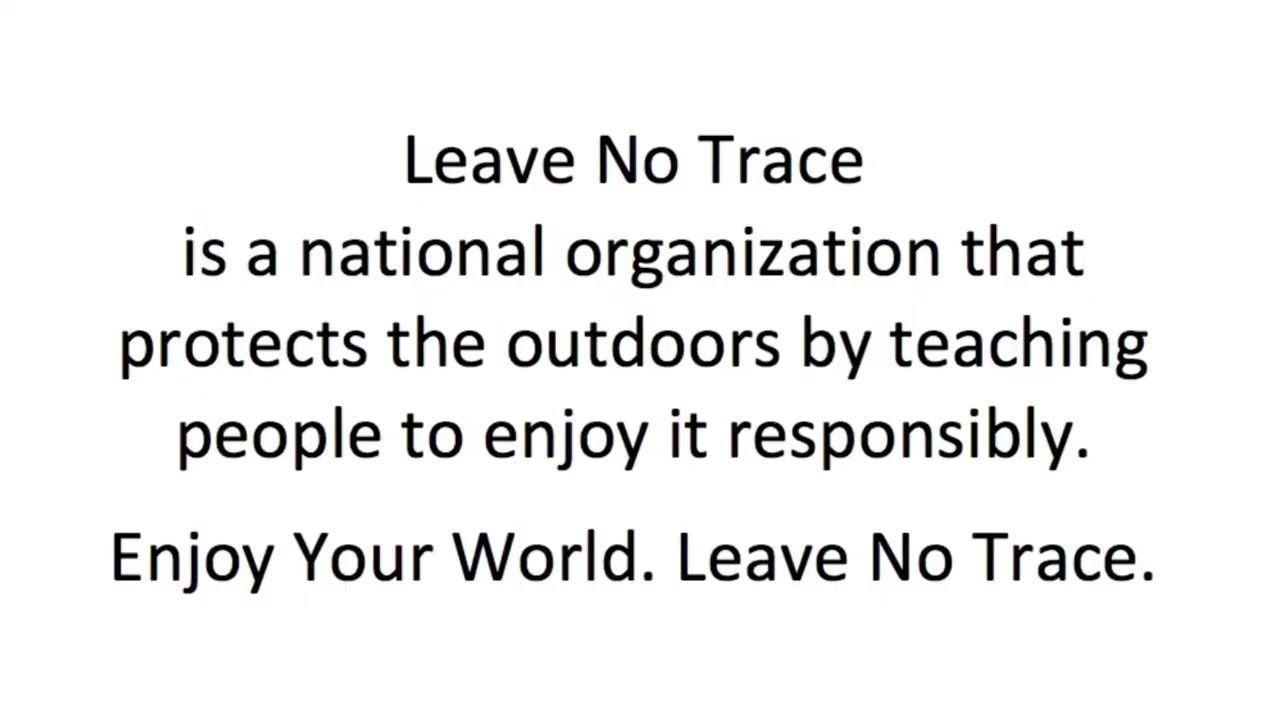 Leave No Trace
is a national organization that
protects the outdoors by teaching
people to enjoy it responsibly.
Enjoy Your World. Leave No Trace.